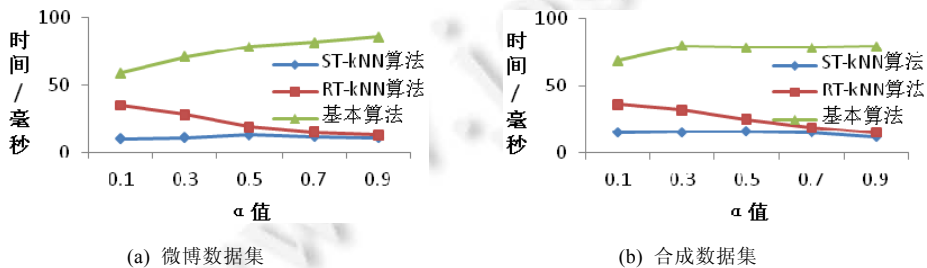 100
50
0
时间/毫秒
ST-kNN算法
RT-kNN算法
基本算法
0.1 0.3 0.5 0.7 0.9
α 值
(a) 微博数据集
100
50
0
时间/毫秒
ST-kNN算法
RT-kNN算法
基本算法
0.1 0.3 0.5 0.7 0.9
α 值
(b) 合成数据集